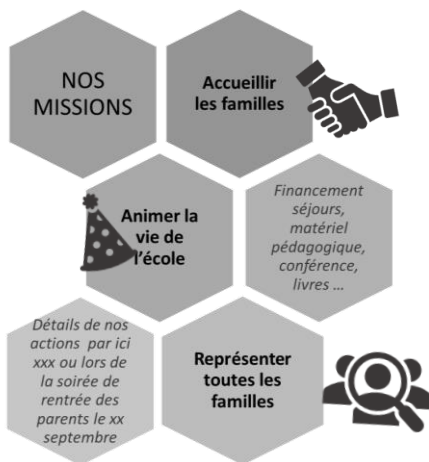 NOS
MISSIONS
Accueillir
les familles
Animer la
vie de
l'école
Financement
séjours,
matériel
pédagogique,
conférence,
livres ...
Détails de nos
actions par ici
xxx ou lors de
la soirée de
rentrée des
parents le xx
septembre
Représenter
toutes les
familles